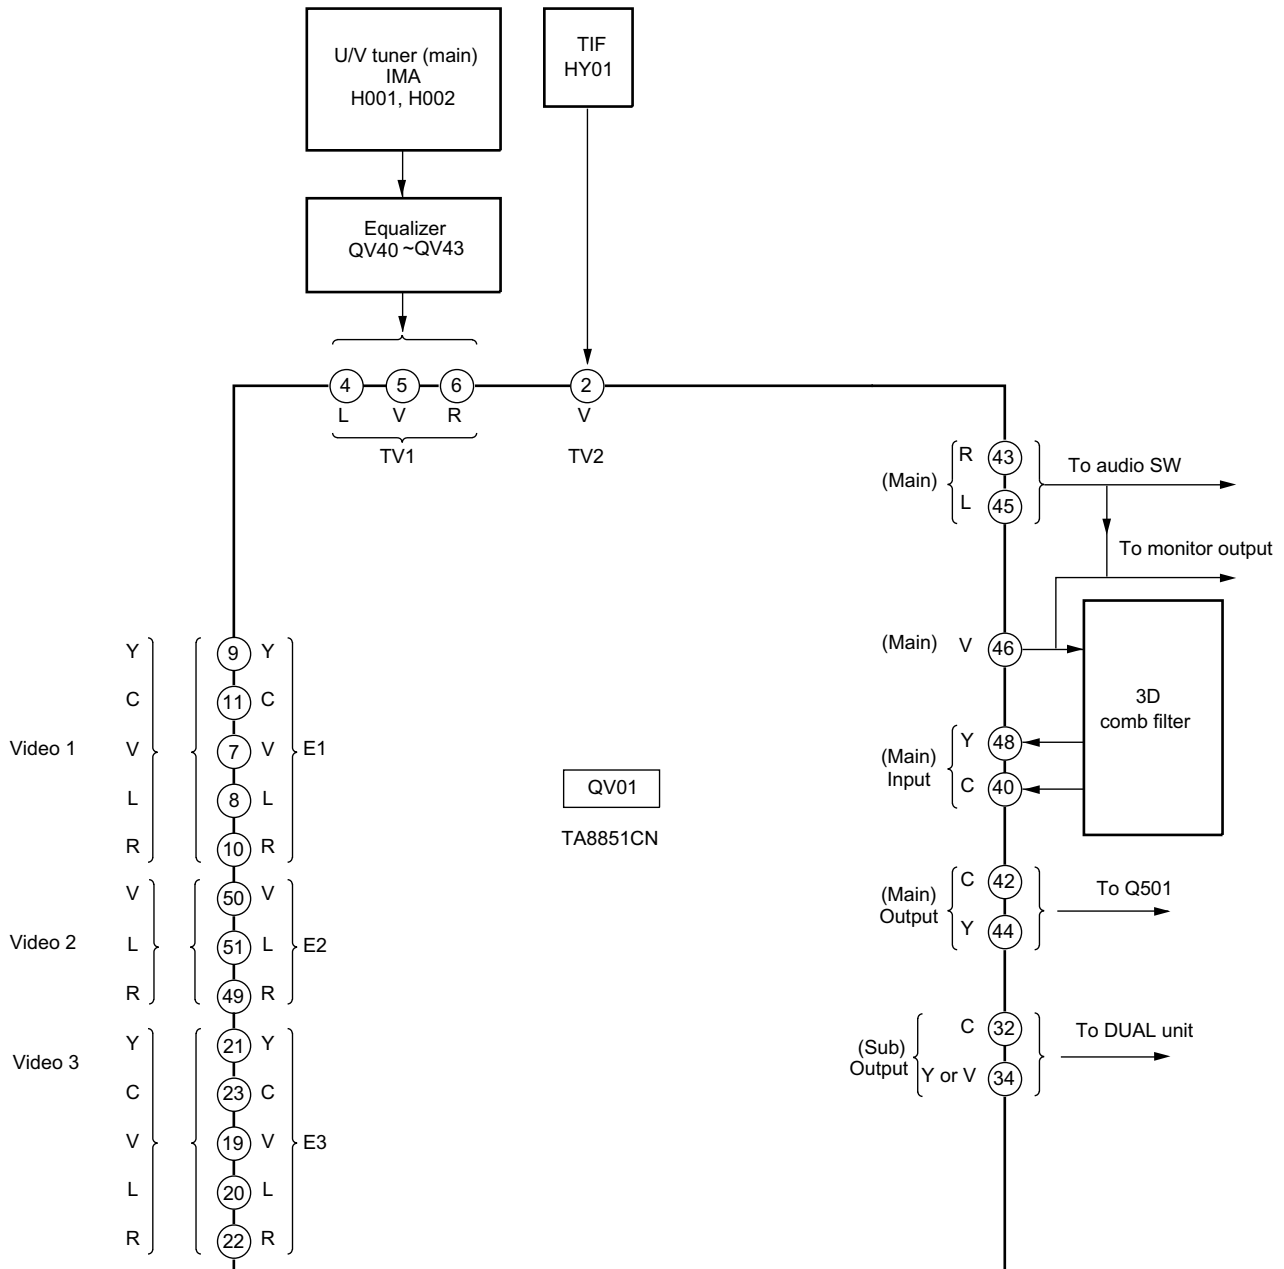 U/V tuner (main)
IMA
H001, H002
TIF
HY01
Equalizer
QV40 ~QV43
4 5 6 2
L V R V
TV1 TV2
(Main) R 43 To audio SW
L 45
To monitor output
(Main) V 46
3D
comb filter
(Main)
Input
Y 48
C 40
(Main)
Output
C 42
Y 44
To Q501
(Sub)
Output
C 32
Y or V 34
To DUAL unit
QV01
TA8851CN
Y 9 Y
C 11 C
Video 1 V 7 V E1
L 8 L
R 10 R
V 50 V
Video 2 L 51 L E2
R 49 R
Y 21 Y
Video 3
C 23 C
V 19 V E3
L 20 L
R 22 R